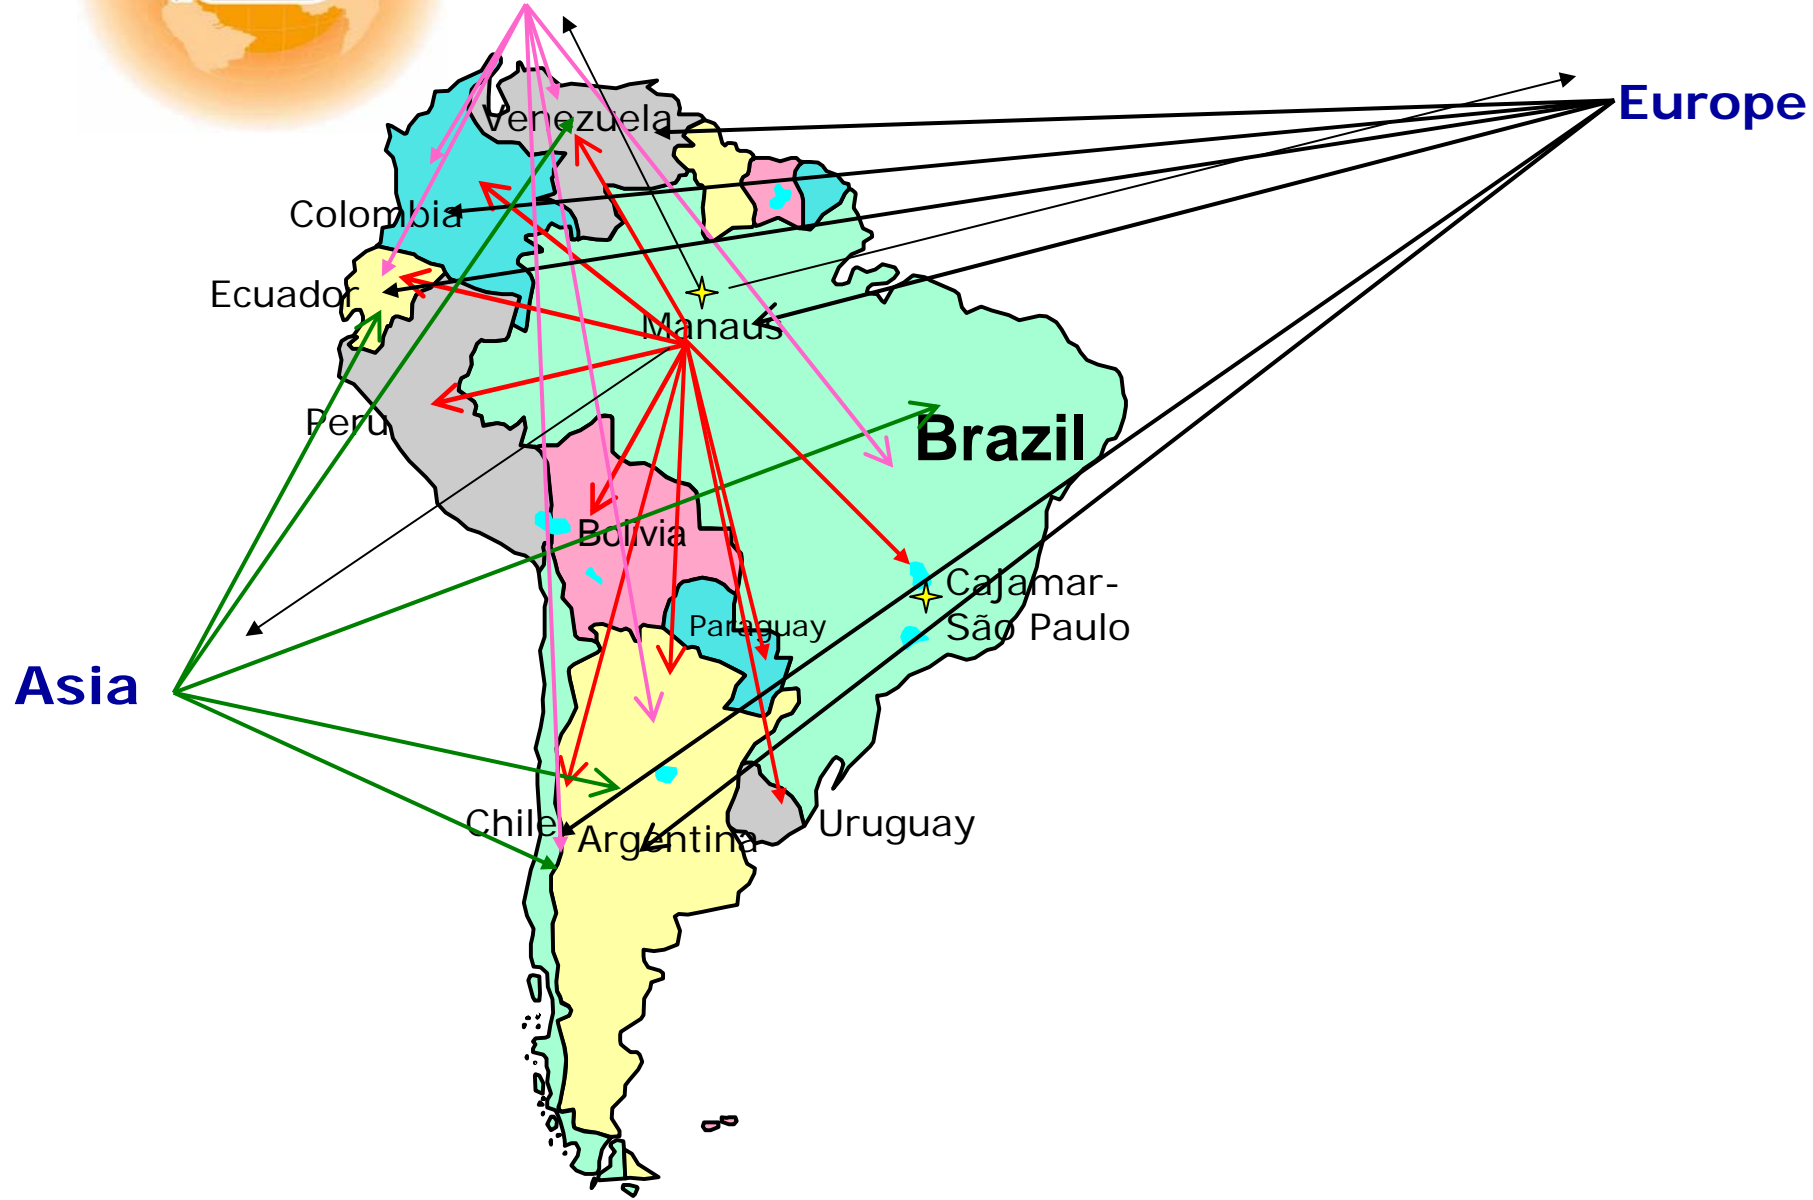 Venezuela
Europe
Colombia
Ecuador
Manaus
Peru
Brazil
Bolivia
Cajamar-
São Paulo
Paraguay
Asia
Chile
Argentina
Uruguay